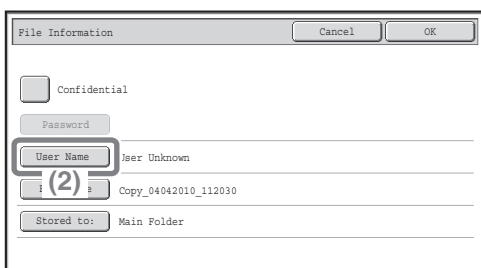 File Information Cancel OK
Confidential
Password
User Name User Unknown
(2) Copy_04042010_112030
Stored to: Main Folder